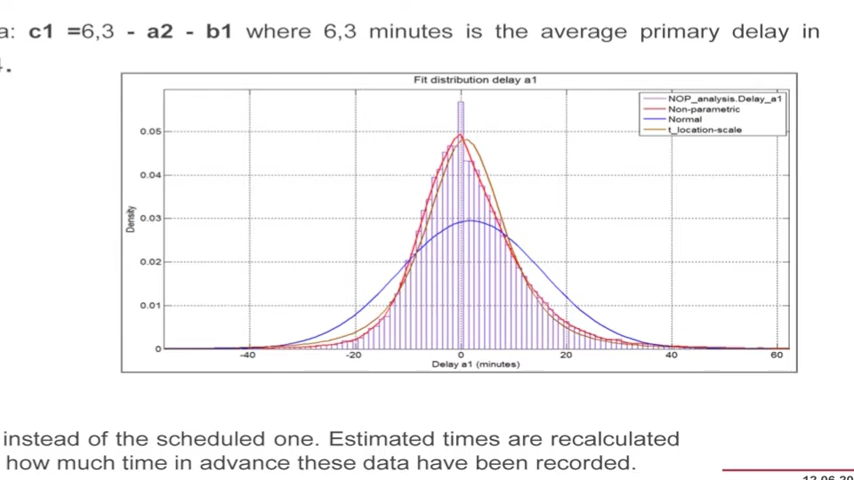 a: c1 =6,3 - a2 - b1 where 6,3 minutes is the average primary delay in
Fit distribution delay a1
NOP_analysis.Delay_a1
Non-parametric
Normal
t_location-scale
0.05
0.04
0.03
0.02
0.01
0
Density
-40 -20 0 20 40 60
Delay a1 (minutes)
instead of the scheduled one. Estimated times are recalculated
how much time in advance these data have been recorded.